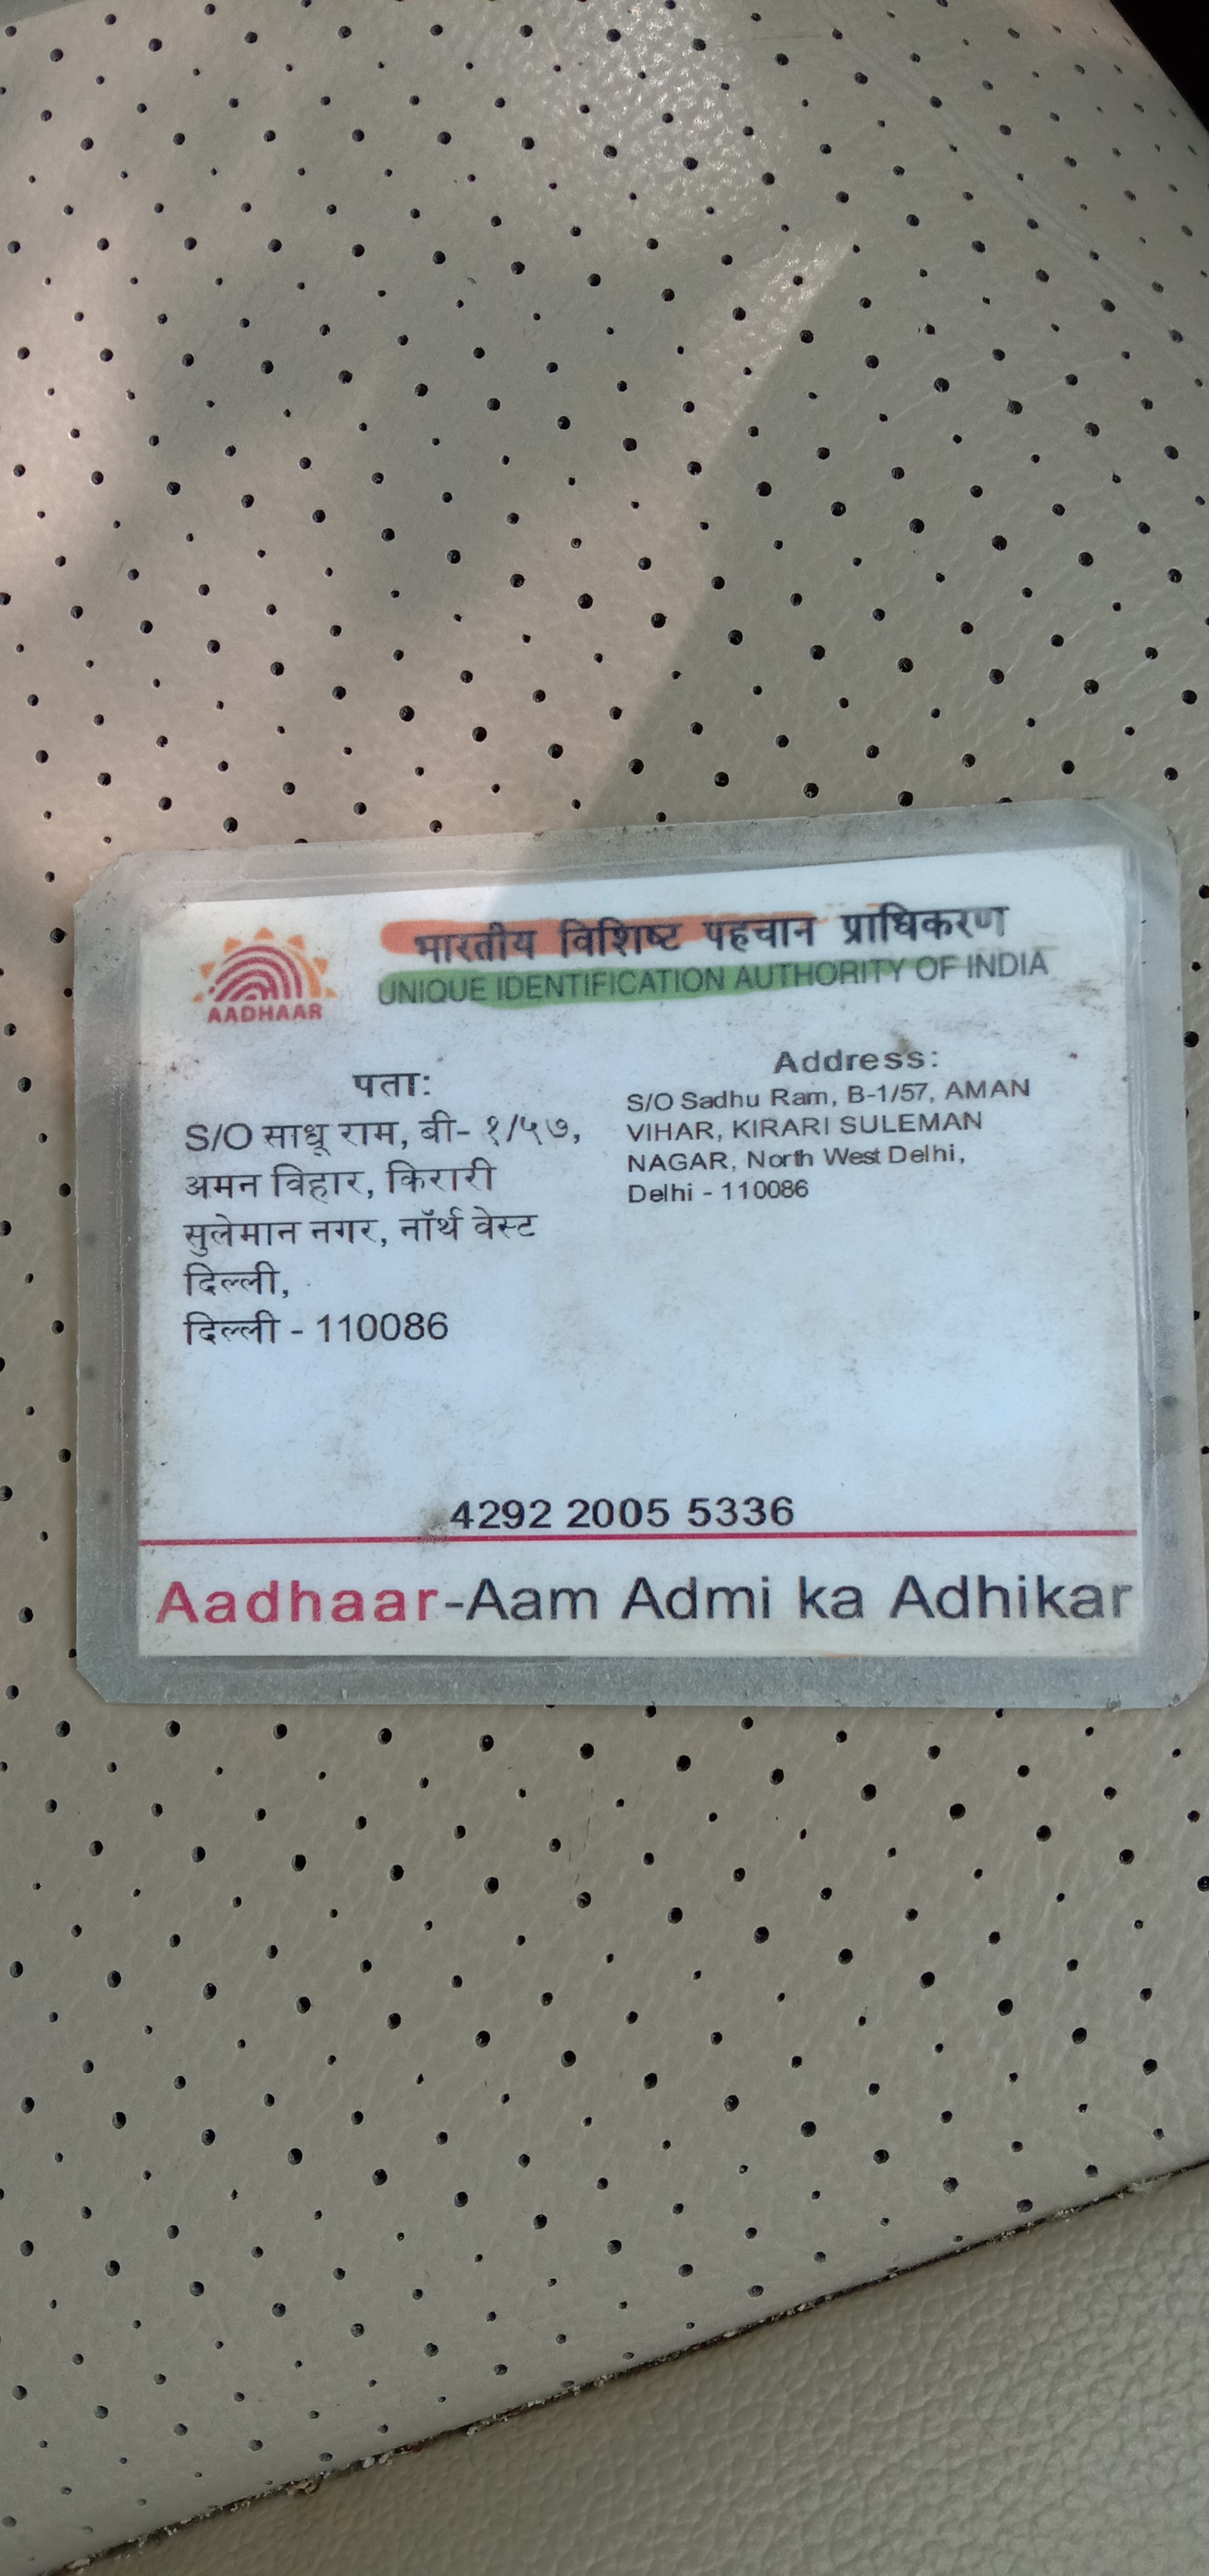 भारतीय विशिष्ट पहचान प्राधिकरण
UNIQUE IDENTIFICATION AUTHORITY OF INDIA
AADHAAR
पता:
S/O साधू राम, बी- १/५७,
अमन विहार, किरारी
सुलेमान नगर, नॉर्थ वेस्ट
दिल्ली,
दिल्ली - 110086
Address:
S/O Sadhu Ram, B-1/57, AMAN
VIHAR, KIRARI SULEMAN
NAGAR, North West Delhi,
Delhi - 110086
4292 2005 5336
Aadhaar-Aam Admi ka Adhikar